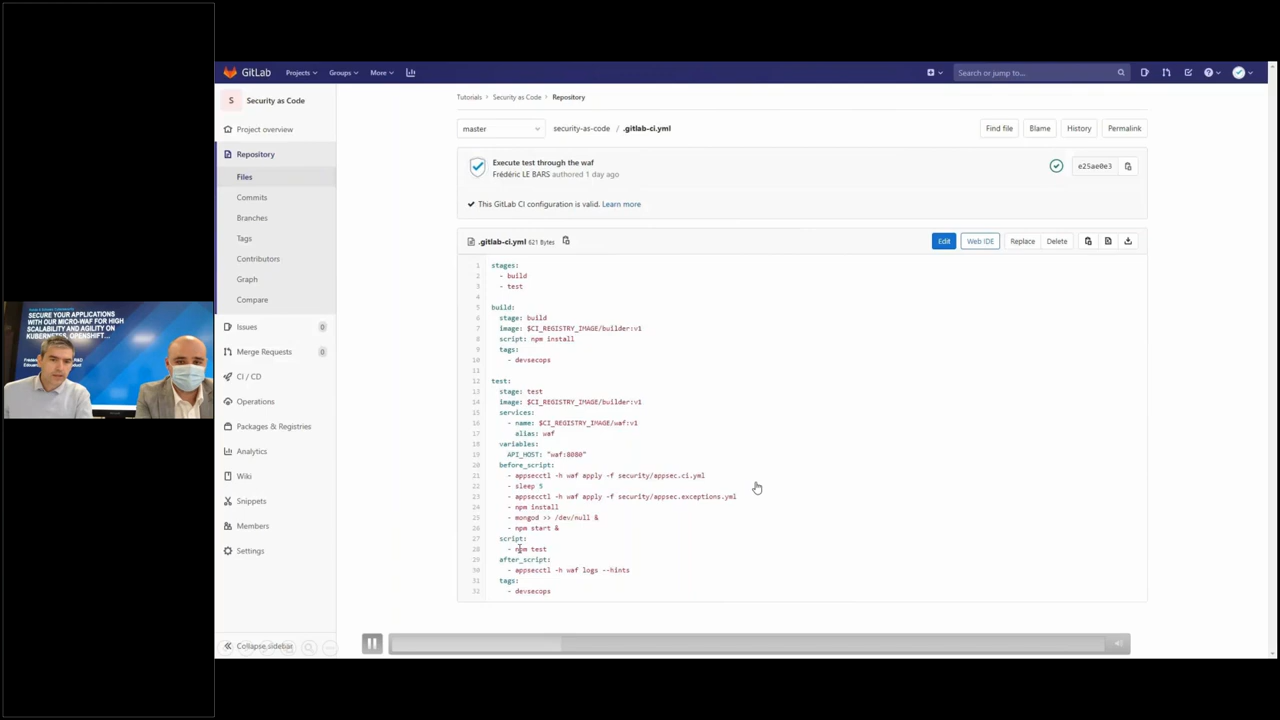 GitLab
Projects
Groups
More
Search or jump to...
S
Security as Code
Project overview
Repository
Files
Commits
Branches
Tags
Contributors
Graph
Compare
Issues
0
Merge Requests
0
CI / CD
Operations
Packages & Registries
Analytics
Wiki
Snippets
Members
Settings
Collapse sidebar
Tutorials
Security as Code
Repository
master
security-as-code / .gitlab-ci.yml
Find file
Blame
History
Permalink
Execute test through the waf
Frédéric LE BARS authored 1 day ago
e25ae0e3
This GitLab CI configuration is valid. Learn more
.gitlab-ci.yml 621 Bytes
Edit
Web IDE
Replace
Delete
1 stages:
2 - build
3 - test
4
5 build:
6 stage: build
7 image: $CI_REGISTRY_IMAGE/builder:v1
8 script: npm install
9 tags:
10 - devsecops
11
12 test:
13 stage: test
14 image: $CI_REGISTRY_IMAGE/builder:v1
15 services:
16 - name: $CI_REGISTRY_IMAGE/waf:v1
17 alias: waf
18 variables:
19 API_HOST: "waf:8080"
20 before_script:
21 - appsecctl -h waf apply -f security/appsec.ci.yml
22 - sleep 5
23 - appsecctl -h waf apply -f security/appsec.exceptions.yml
24 - npm install
25 - mongod >> /dev/null &
26 - npm start &
27 script:
28 - npm test
29 after_script:
30 - appsecctl -h waf logs --hints
31 tags:
32 - devsecops
SECURE YOUR APPLICATIONS
WITH OUR MICRO-WAF FOR HIGH
SCALABILITY AND AGILITY ON
KUBERNETES, OPENSHIFT...